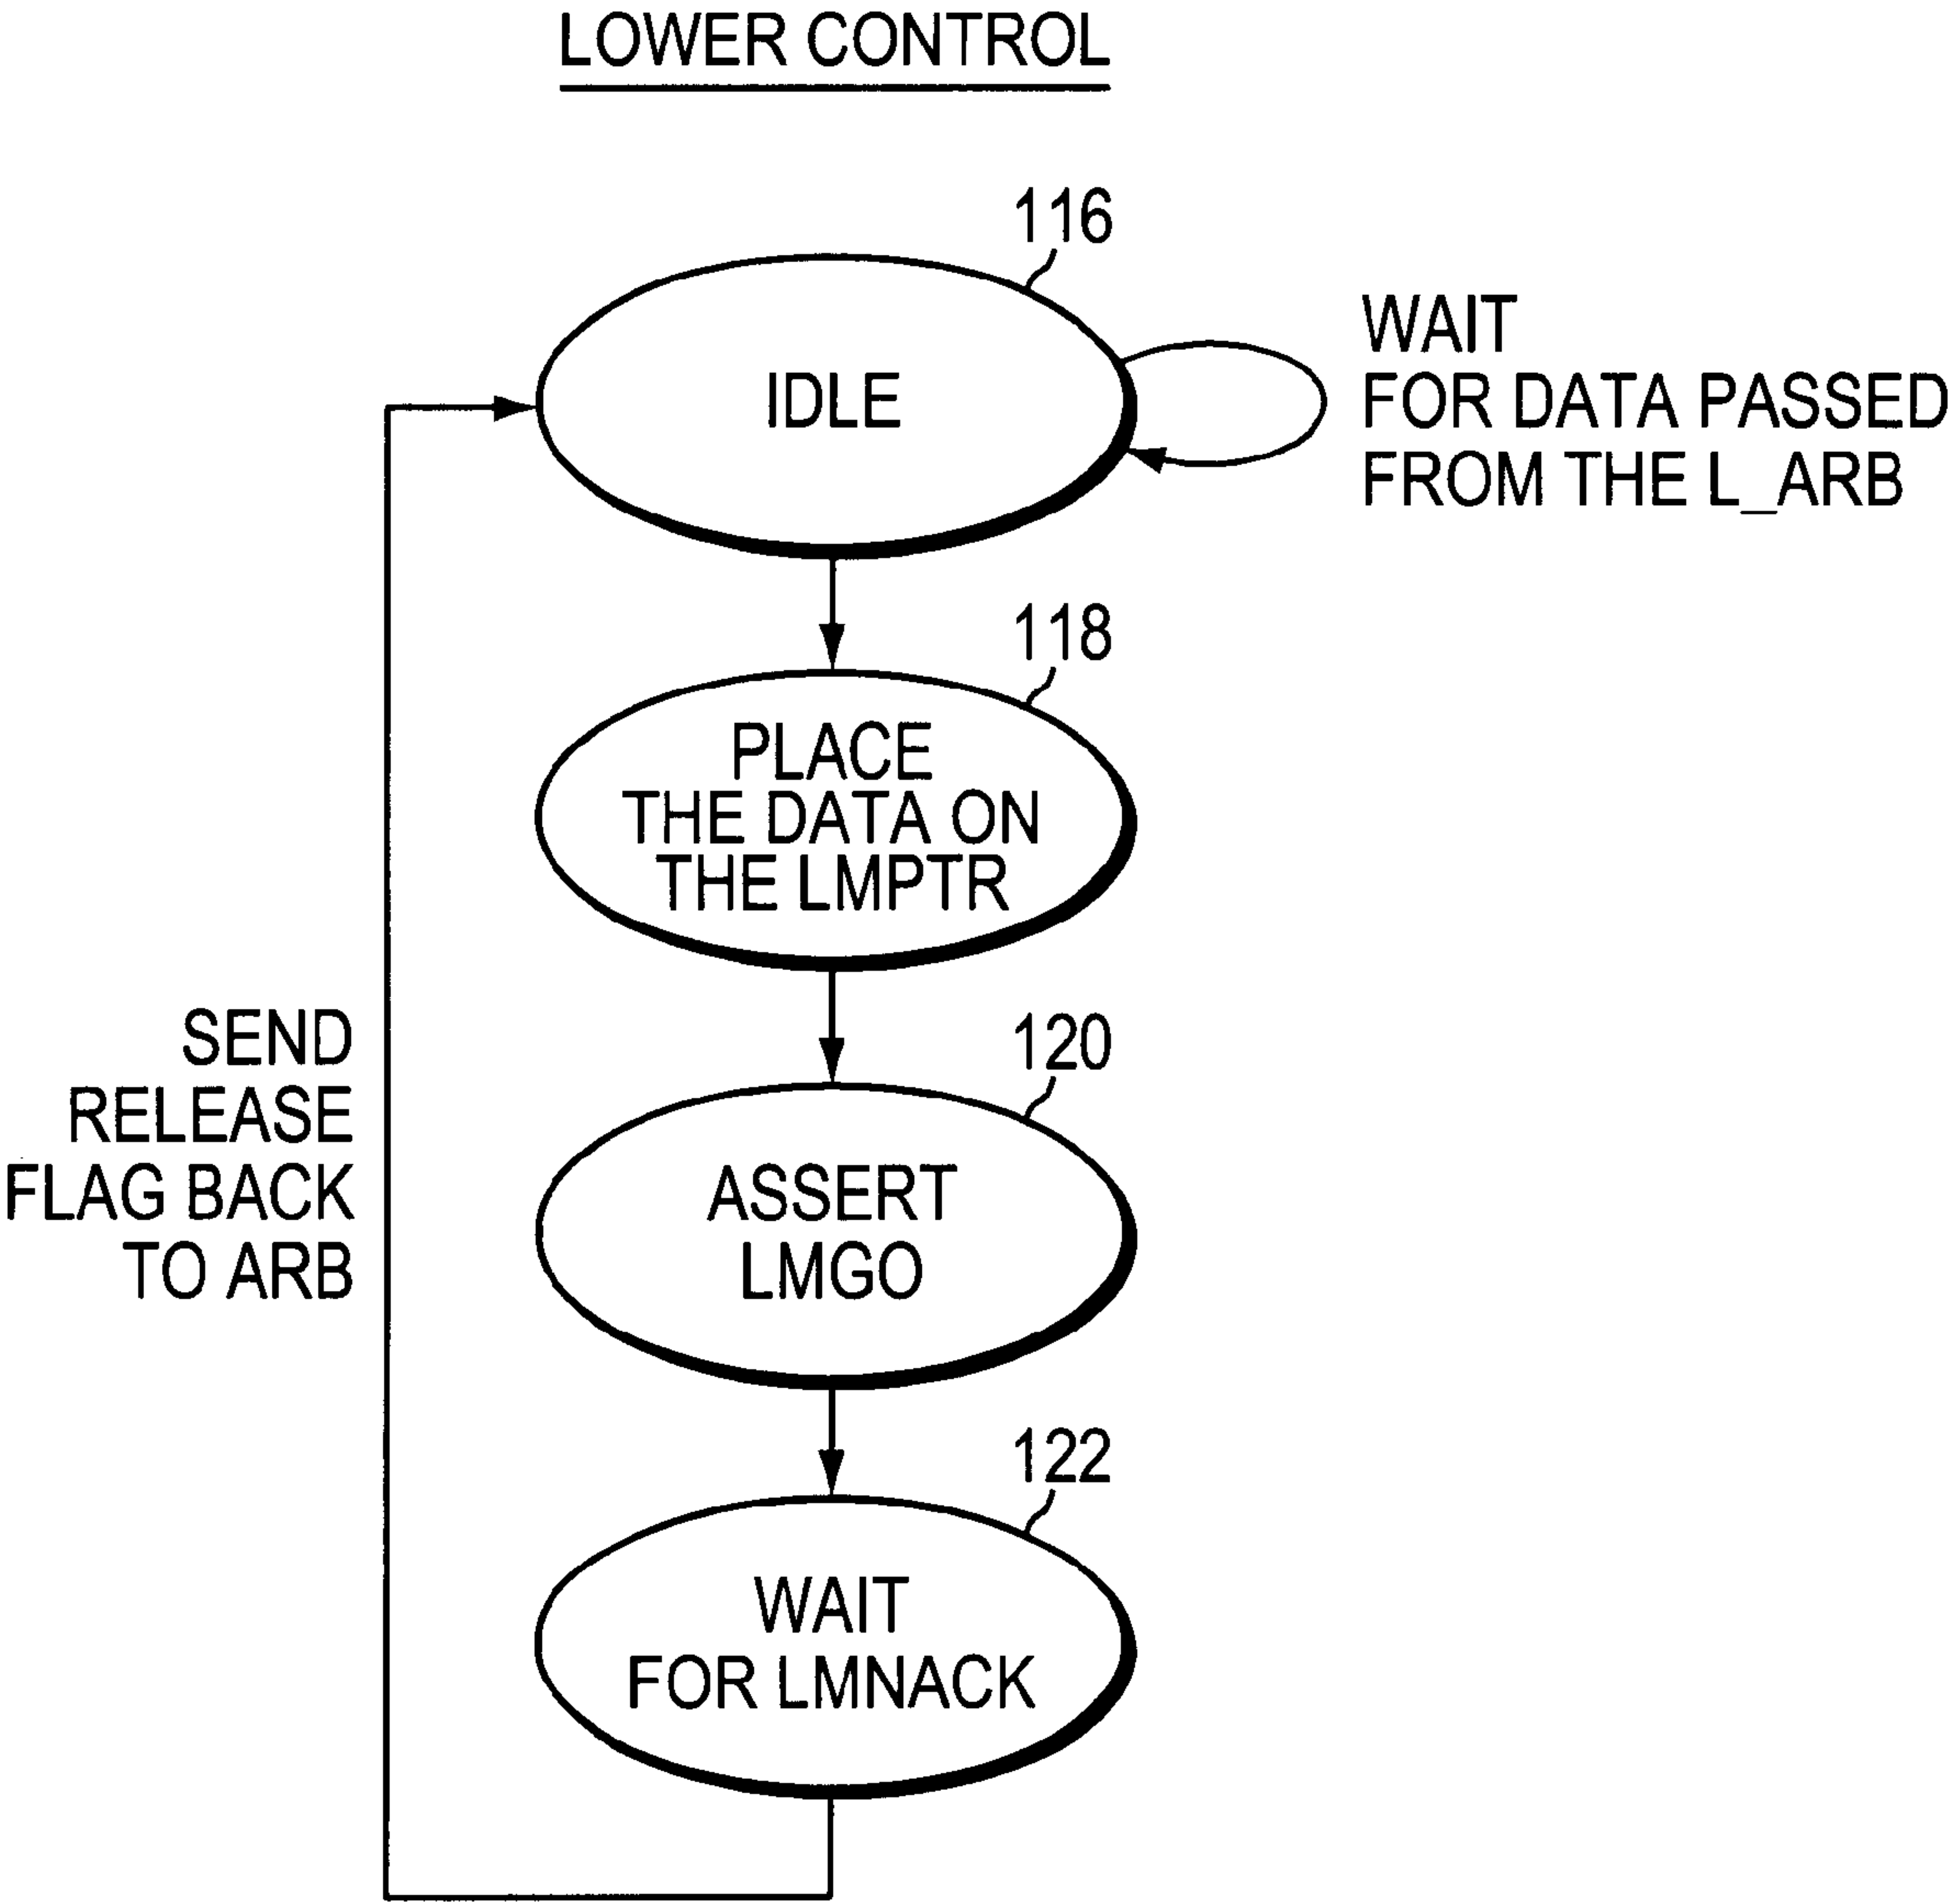 LOWER CONTROL
116
IDLE
WAIT
FOR DATA PASSED
FROM THE L_ARB
118
PLACE
THE DATA ON
THE LMPTR
SEND
RELEASE
FLAG BACK
TO ARB
120
ASSERT
LMGO
122
WAIT
FOR LMNACK